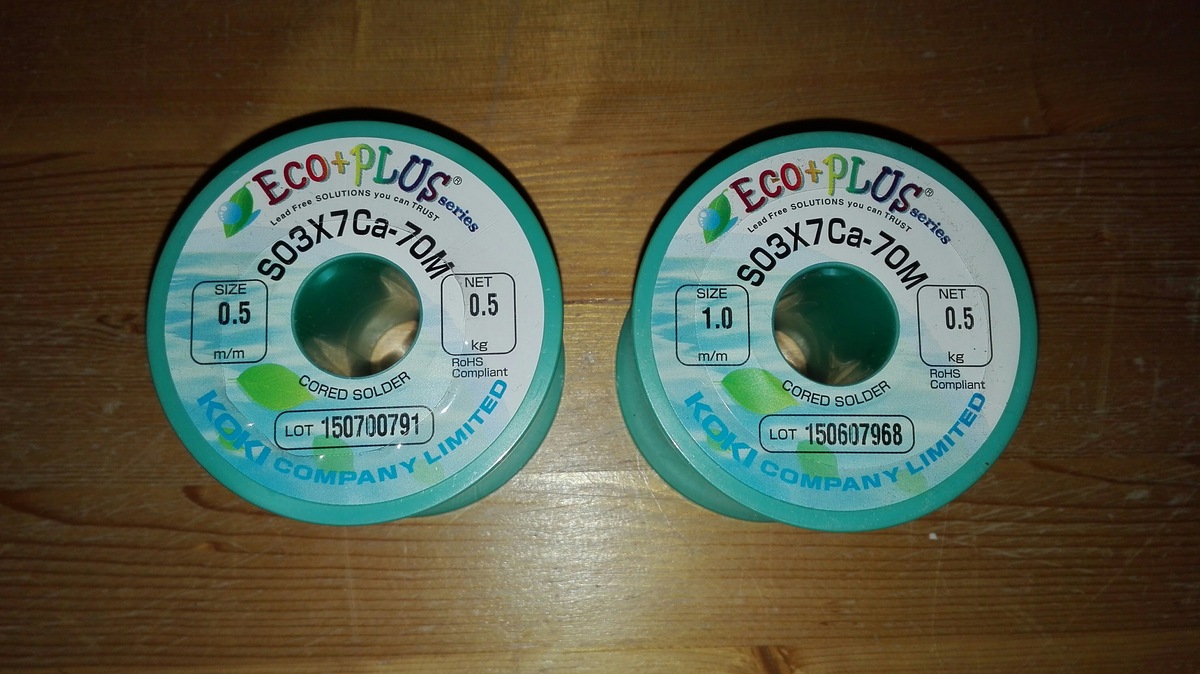 ECO+PLUS®
series
Lead Free SOLUTIONS you can TRUST
S03X7Ca-70M
SIZE
0.5
m/m
NET
0.5
kg
RoHS
Compliant
CORED SOLDER
LOT 150700791
KOKI COMPANY LIMITED
ECO+PLUS®
series
Lead Free SOLUTIONS you can TRUST
S03X7Ca-70M
SIZE
1.0
m/m
NET
0.5
kg
RoHS
Compliant
CORED SOLDER
LOT 150607968
KOKI COMPANY LIMITED